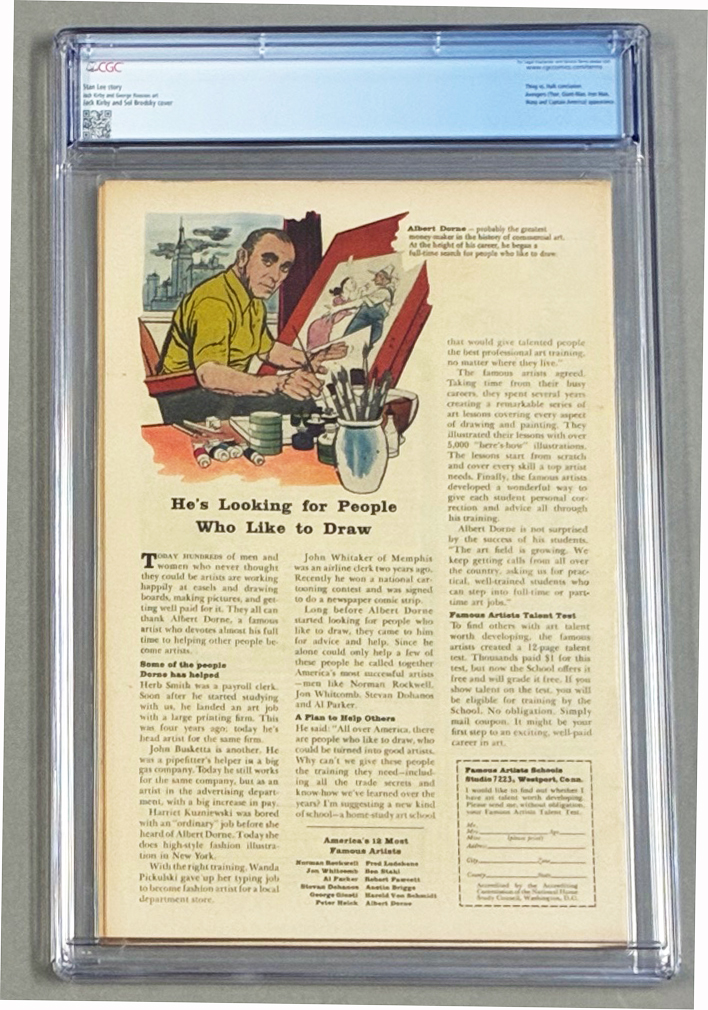 CGC
Stan Lee story
Jack Kirby and George Roussos art
Jack Kirby and Sol Brodsky cover
www.cgccomics.com/terms
Thing vs. Hulk conclusion.
Avengers (Thor, Giant-Man, Iron Man,
Wasp and Captain America) appearance.
Albert Dorne — probably the greatest
money-maker in the history of commercial art.
At the height of his career, he began a
full-time search for people who like to draw.
He's Looking for People
Who Like to Draw
TODAY HUNDREDS of men and
women who never thought
they could be artists are working
happily at easels and drawing
boards, making pictures, and get-
ting well paid for it. They all can
thank Albert Dorne, a famous
artist who devotes almost his full
time to helping other people be-
come artists.
Some of the people
Dorne has helped
Herb Smith was a payroll clerk.
Soon after he started studying
with us, he landed an art job
with a large printing firm. This
was four years ago; today he's
head artist for the same firm.
John Busketta is another. He
was a pipefitter's helper in a big
gas company. Today he still works
for the same company, but as an
artist in the advertising depart-
ment, with a big increase in pay.
Harriet Kuzniewski was bored
with an "ordinary" job before she
heard of Albert Dorne. Today she
does high-style fashion illustra-
tion in New York.
With the right training, Wanda
Pickulski gave up her typing job
to become fashion artist for a local
department store.
John Whitaker of Memphis
was an airline clerk two years ago.
Recently he won a national car-
tooning contest and was signed
to do a newspaper comic strip.
Long before Albert Dorne
started looking for people who
like to draw, they came to him
for advice and help. Since he
alone could only help a few of
these people he called together
America's most successful artists
—men like Norman Rockwell,
Jon Whitcomb, Stevan Dohanos
and Al Parker.
A Plan to Help Others
He said: "All over America, there
are people who like to draw, who
could be turned into good artists.
Why can't we give these people
the training they need—includ-
ing all the trade secrets and
know-how we've learned over the
years? I'm suggesting a new kind
of school—a home-study art school
America's 12 Most
Famous Artists
Norman Rockwell Fred Ludekens
Jon Whitcomb Ben Stahl
Al Parker Robert Fawcett
Stevan Dohanos Austin Briggs
George Giusti Harold Von Schmidt
Peter Helck Albert Dorne
that would give talented people
the best professional art training,
no matter where they live."
The famous artists agreed.
Taking time from their busy
careers, they spent several years
creating a remarkable series of
art lessons covering every aspect
of drawing and painting. They
illustrated their lessons with over
5,000 "here's-how" illustrations.
The lessons start from scratch
and cover every skill a top artist
needs. Finally, the famous artists
developed a wonderful way to
give each student personal cor-
rection and advice all through
his training.
Albert Dorne is not surprised
by the success of his students.
"The art field is growing. We
keep getting calls from all over
the country, asking us for prac-
tical, well-trained students who
can step into full-time or part-
time art jobs."
Famous Artists Talent Test
To find others with art talent
worth developing, the famous
artists created a 12-page talent
test. Thousands paid $1 for this
test, but now the School offers it
free and will grade it free. If you
show talent on the test, you will
be eligible for training by the
School. No obligation. Simply
mail coupon. It might be your
first step to an exciting, well-paid
career in art.
Famous Artists Schools
Studio 7223, Westport, Conn.
I would like to find out whether I
have art talent worth developing.
Please send me, without obligation,
your Famous Artists Talent Test.
Mr.
Mrs. Age
Miss (please print)
Address
City Zone
County State
Accredited by the Accrediting
Commission of the National Home
Study Council, Washington, D.C.